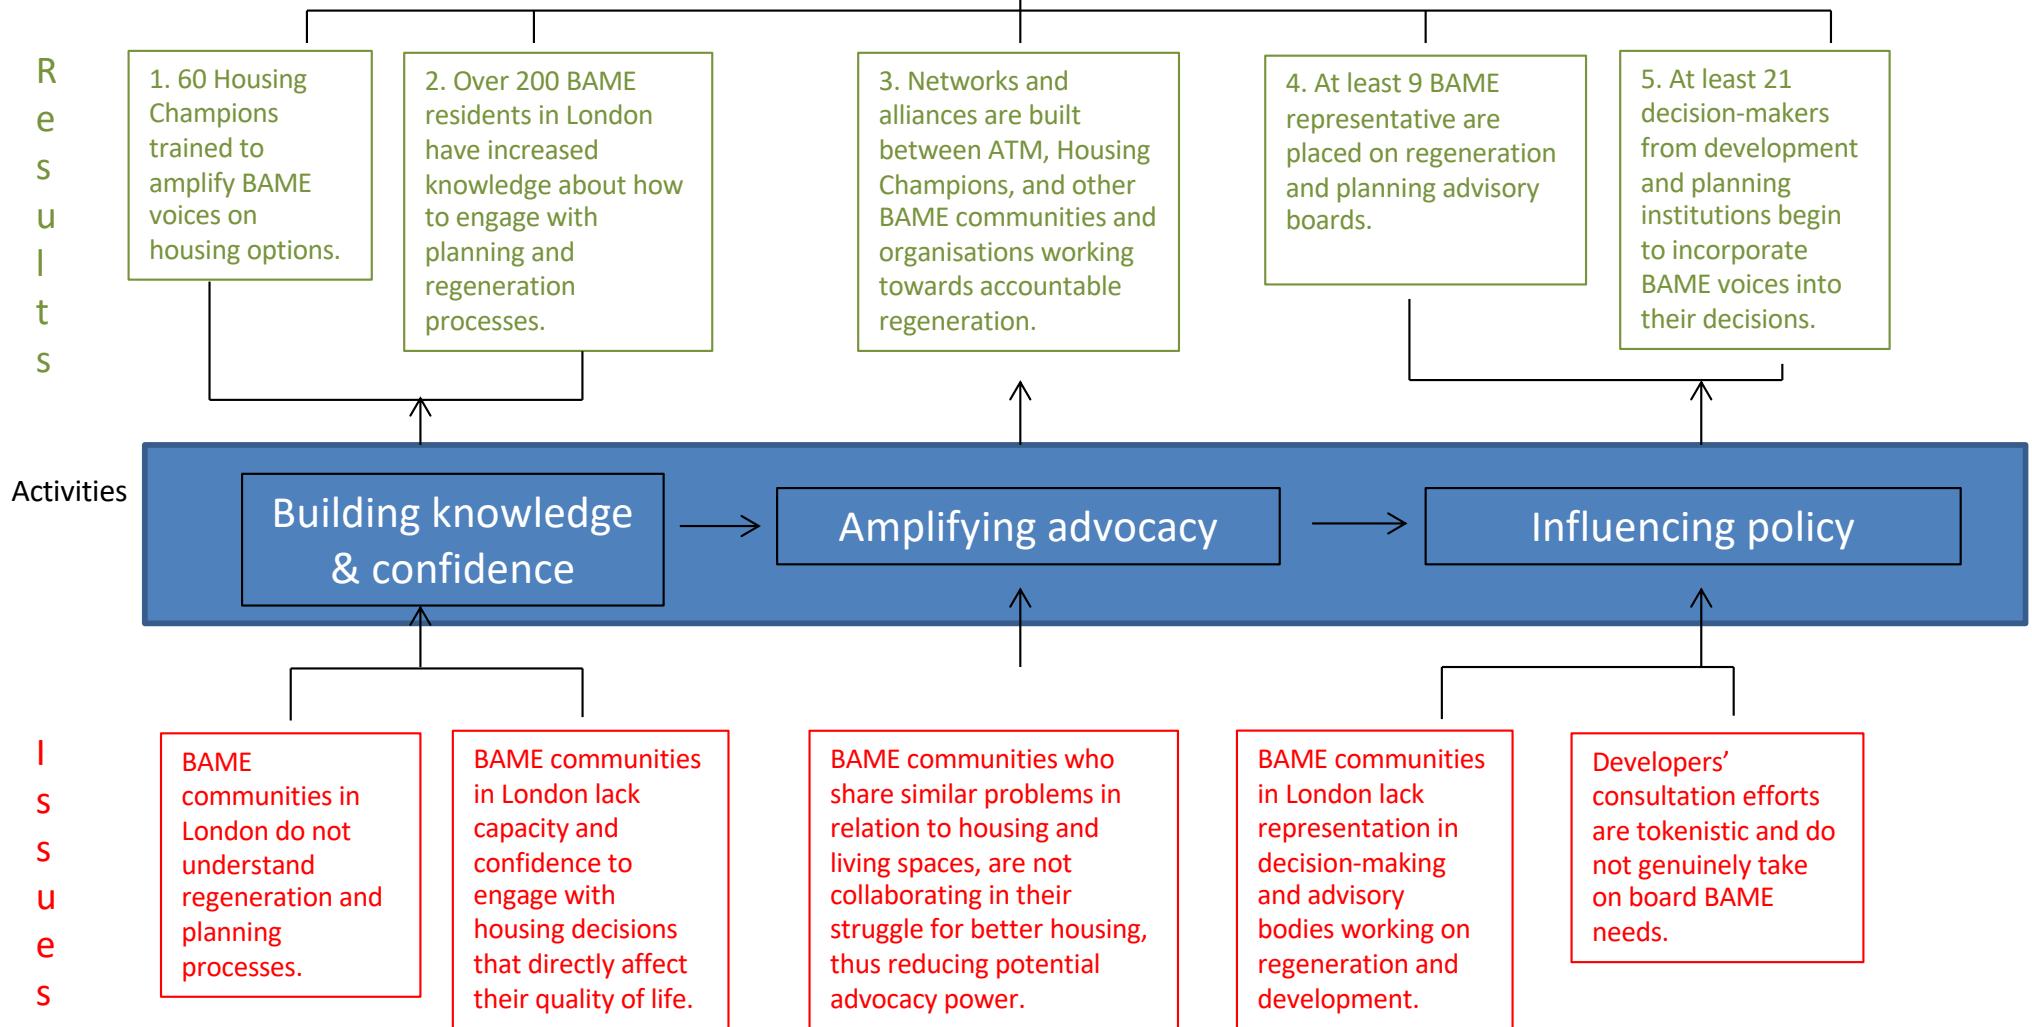 Results
1. 60 Housing
Champions
trained to
amplify BAME
voices on
housing options.
2. Over 200 BAME
residents in London
have increased
knowledge about how
to engage with
planning and
regeneration
processes.
3. Networks and
alliances are built
between ATM, Housing
Champions, and other
BAME communities and
organisations working
towards accountable
regeneration.
4. At least 9 BAME
representative are
placed on regeneration
and planning advisory
boards.
5. At least 21
decision-makers
from development
and planning
institutions begin
to incorporate
BAME voices into
their decisions.
Activities
Building knowledge
& confidence
Amplifying advocacy
Influencing policy
Issues
BAME
communities in
London do not
understand
regeneration and
planning
processes.
BAME communities
in London lack
capacity and
confidence to
engage with
housing decisions
that directly affect
their quality of life.
BAME communities who
share similar problems in
relation to housing and
living spaces, are not
collaborating in their
struggle for better housing,
thus reducing potential
advocacy power.
BAME communities
in London lack
representation in
decision-making
and advisory
bodies working on
regeneration and
development.
Developers’
consultation efforts
are tokenistic and do
not genuinely take
on board BAME
needs.